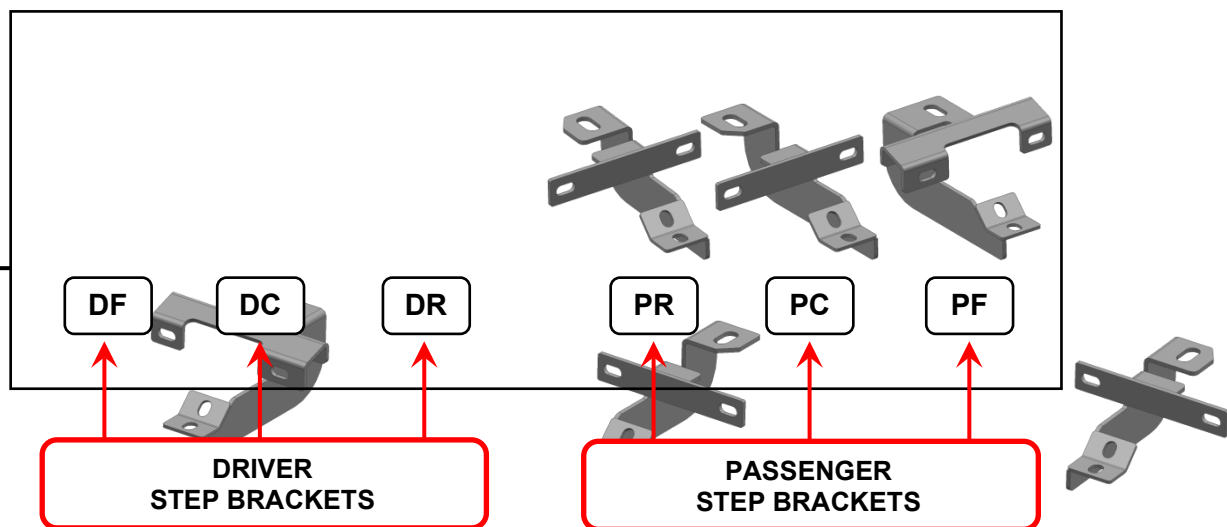 DF
DC
DR
PR
PC
PF
DRIVER
STEP BRACKETS
PASSENGER
STEP BRACKETS